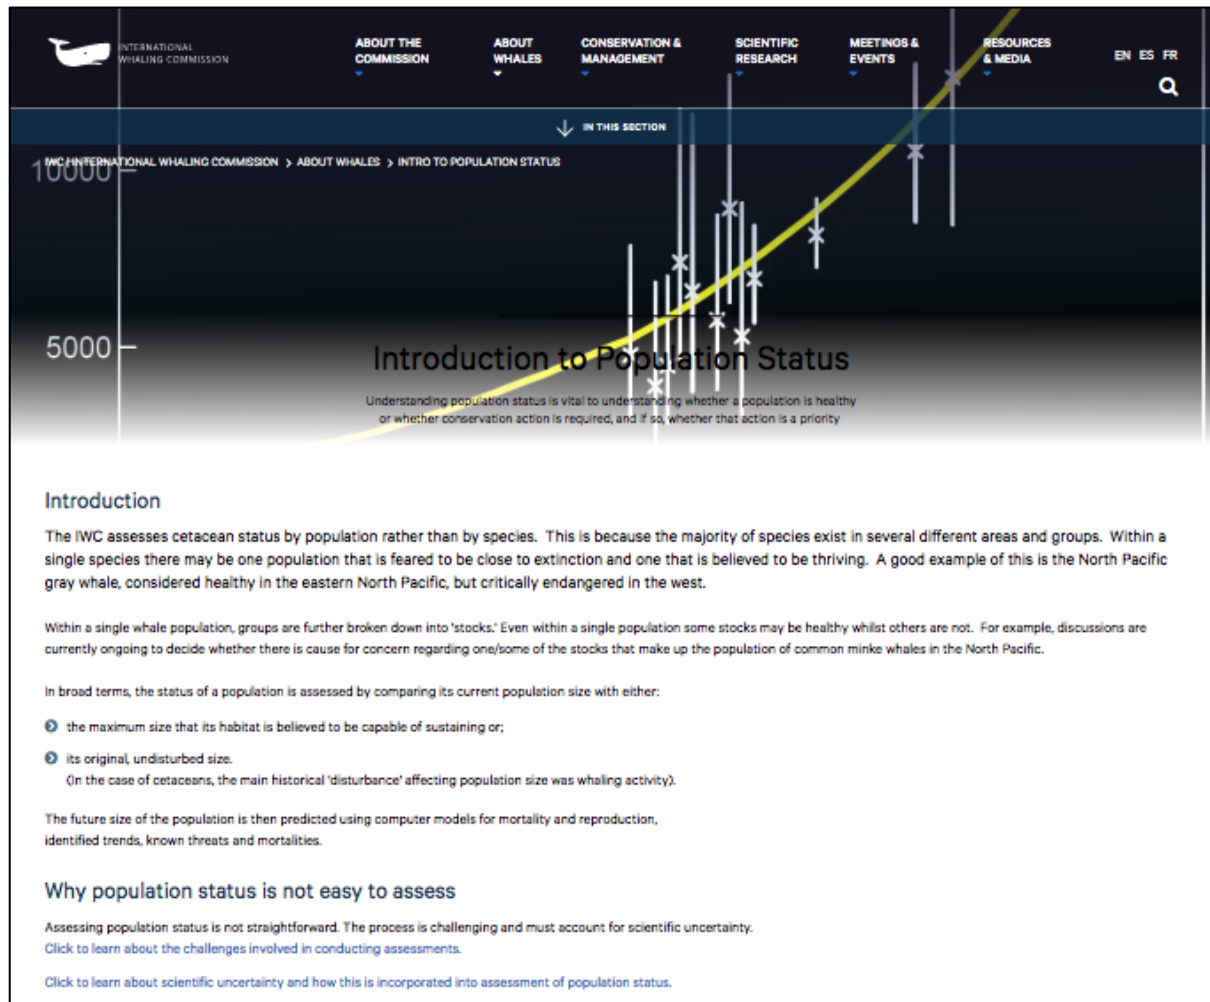 INTERNATIONAL
WHALING COMMISSION
ABOUT THE
COMMISSION
ABOUT
WHALES
CONSERVATION &
MANAGEMENT
SCIENTIFIC
RESEARCH
MEETINGS &
EVENTS
RESOURCES
& MEDIA
EN ES FR
IN THIS SECTION
IWC | INTERNATIONAL WHALING COMMISSION > ABOUT WHALES > INTRO TO POPULATION STATUS
10000
5000
Introduction to Population Status
Understanding population status is vital to understanding whether a population is healthy
or whether conservation action is required, and if so, whether that action is a priority
Introduction
The IWC assesses cetacean status by population rather than by species. This is because the majority of species exist in several different areas and groups. Within a
single species there may be one population that is feared to be close to extinction and one that is believed to be thriving. A good example of this is the North Pacific
gray whale, considered healthy in the eastern North Pacific, but critically endangered in the west.
Within a single whale population, groups are further broken down into 'stocks.' Even within a single population some stocks may be healthy whilst others are not. For example, discussions are
currently ongoing to decide whether there is cause for concern regarding one/some of the stocks that make up the population of common minke whales in the North Pacific.
In broad terms, the status of a population is assessed by comparing its current population size with either:
the maximum size that its habitat is believed to be capable of sustaining or;
its original, undisturbed size.
(In the case of cetaceans, the main historical 'disturbance' affecting population size was whaling activity).
The future size of the population is then predicted using computer models for mortality and reproduction,
identified trends, known threats and mortalities.
Why population status is not easy to assess
Assessing population status is not straightforward. The process is challenging and must account for scientific uncertainty.
Click to learn about the challenges involved in conducting assessments.
Click to learn about scientific uncertainty and how this is incorporated into assessment of population status.